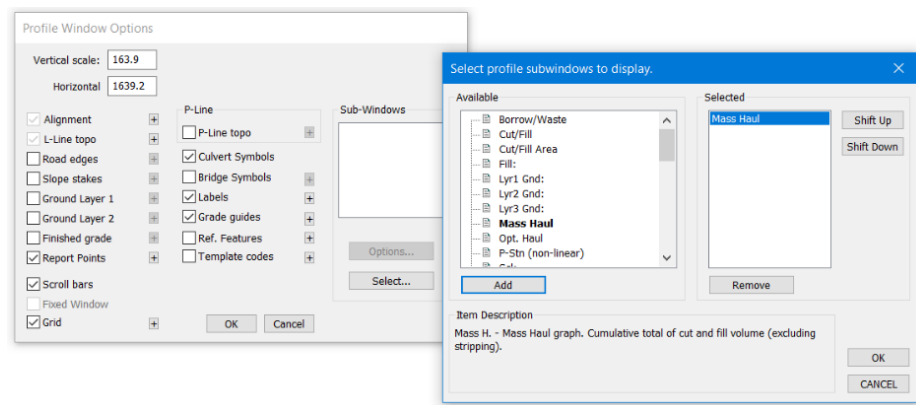 Profile Window Options
Vertical scale: 163.9
Horizontal 1639.2
Alignment
L-Line topo
Road edges
Slope stakes
Ground Layer 1
Ground Layer 2
Finished grade
Report Points
Scroll bars
Fixed Window
Grid
P-Line
P-Line topo
Culvert Symbols
Bridge Symbols
Labels
Grade guides
Ref. Features
Template codes
OK Cancel
Sub-Windows
Options...
Select...
Select profile subwindows to display.
Available
Borrow/Waste
Cut/Fill
Cut/Fill Area
Fill:
Lyr1 Gnd:
Lyr2 Gnd:
Lyr3 Gnd:
Mass Haul
Opt. Haul
P-Stn (non-linear)
Add
Selected
Mass Haul
Remove
Shift Up
Shift Down
Item Description
Mass H. - Mass Haul graph. Cumulative total of cut and fill volume (excluding
stripping).
OK
CANCEL